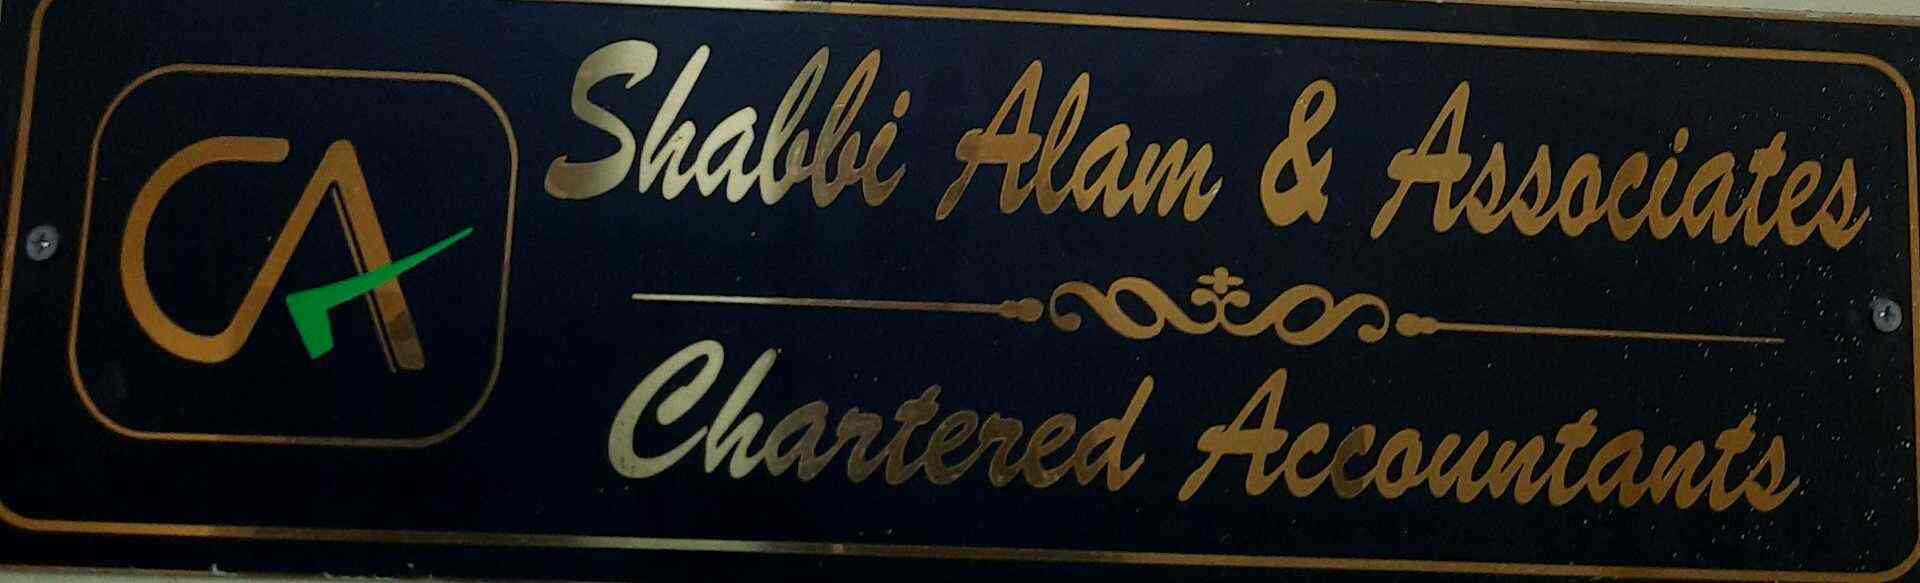 CA
Shabbi Alam & Associates
Chartered Accountants